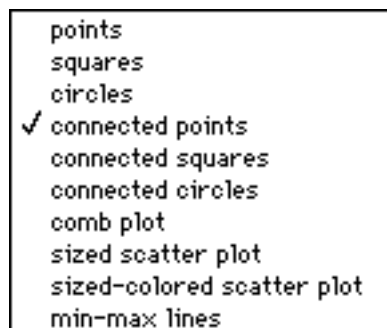 points
squares
circles
✓ connected points
connected squares
connected circles
comb plot
sized scatter plot
sized-colored scatter plot
min-max lines